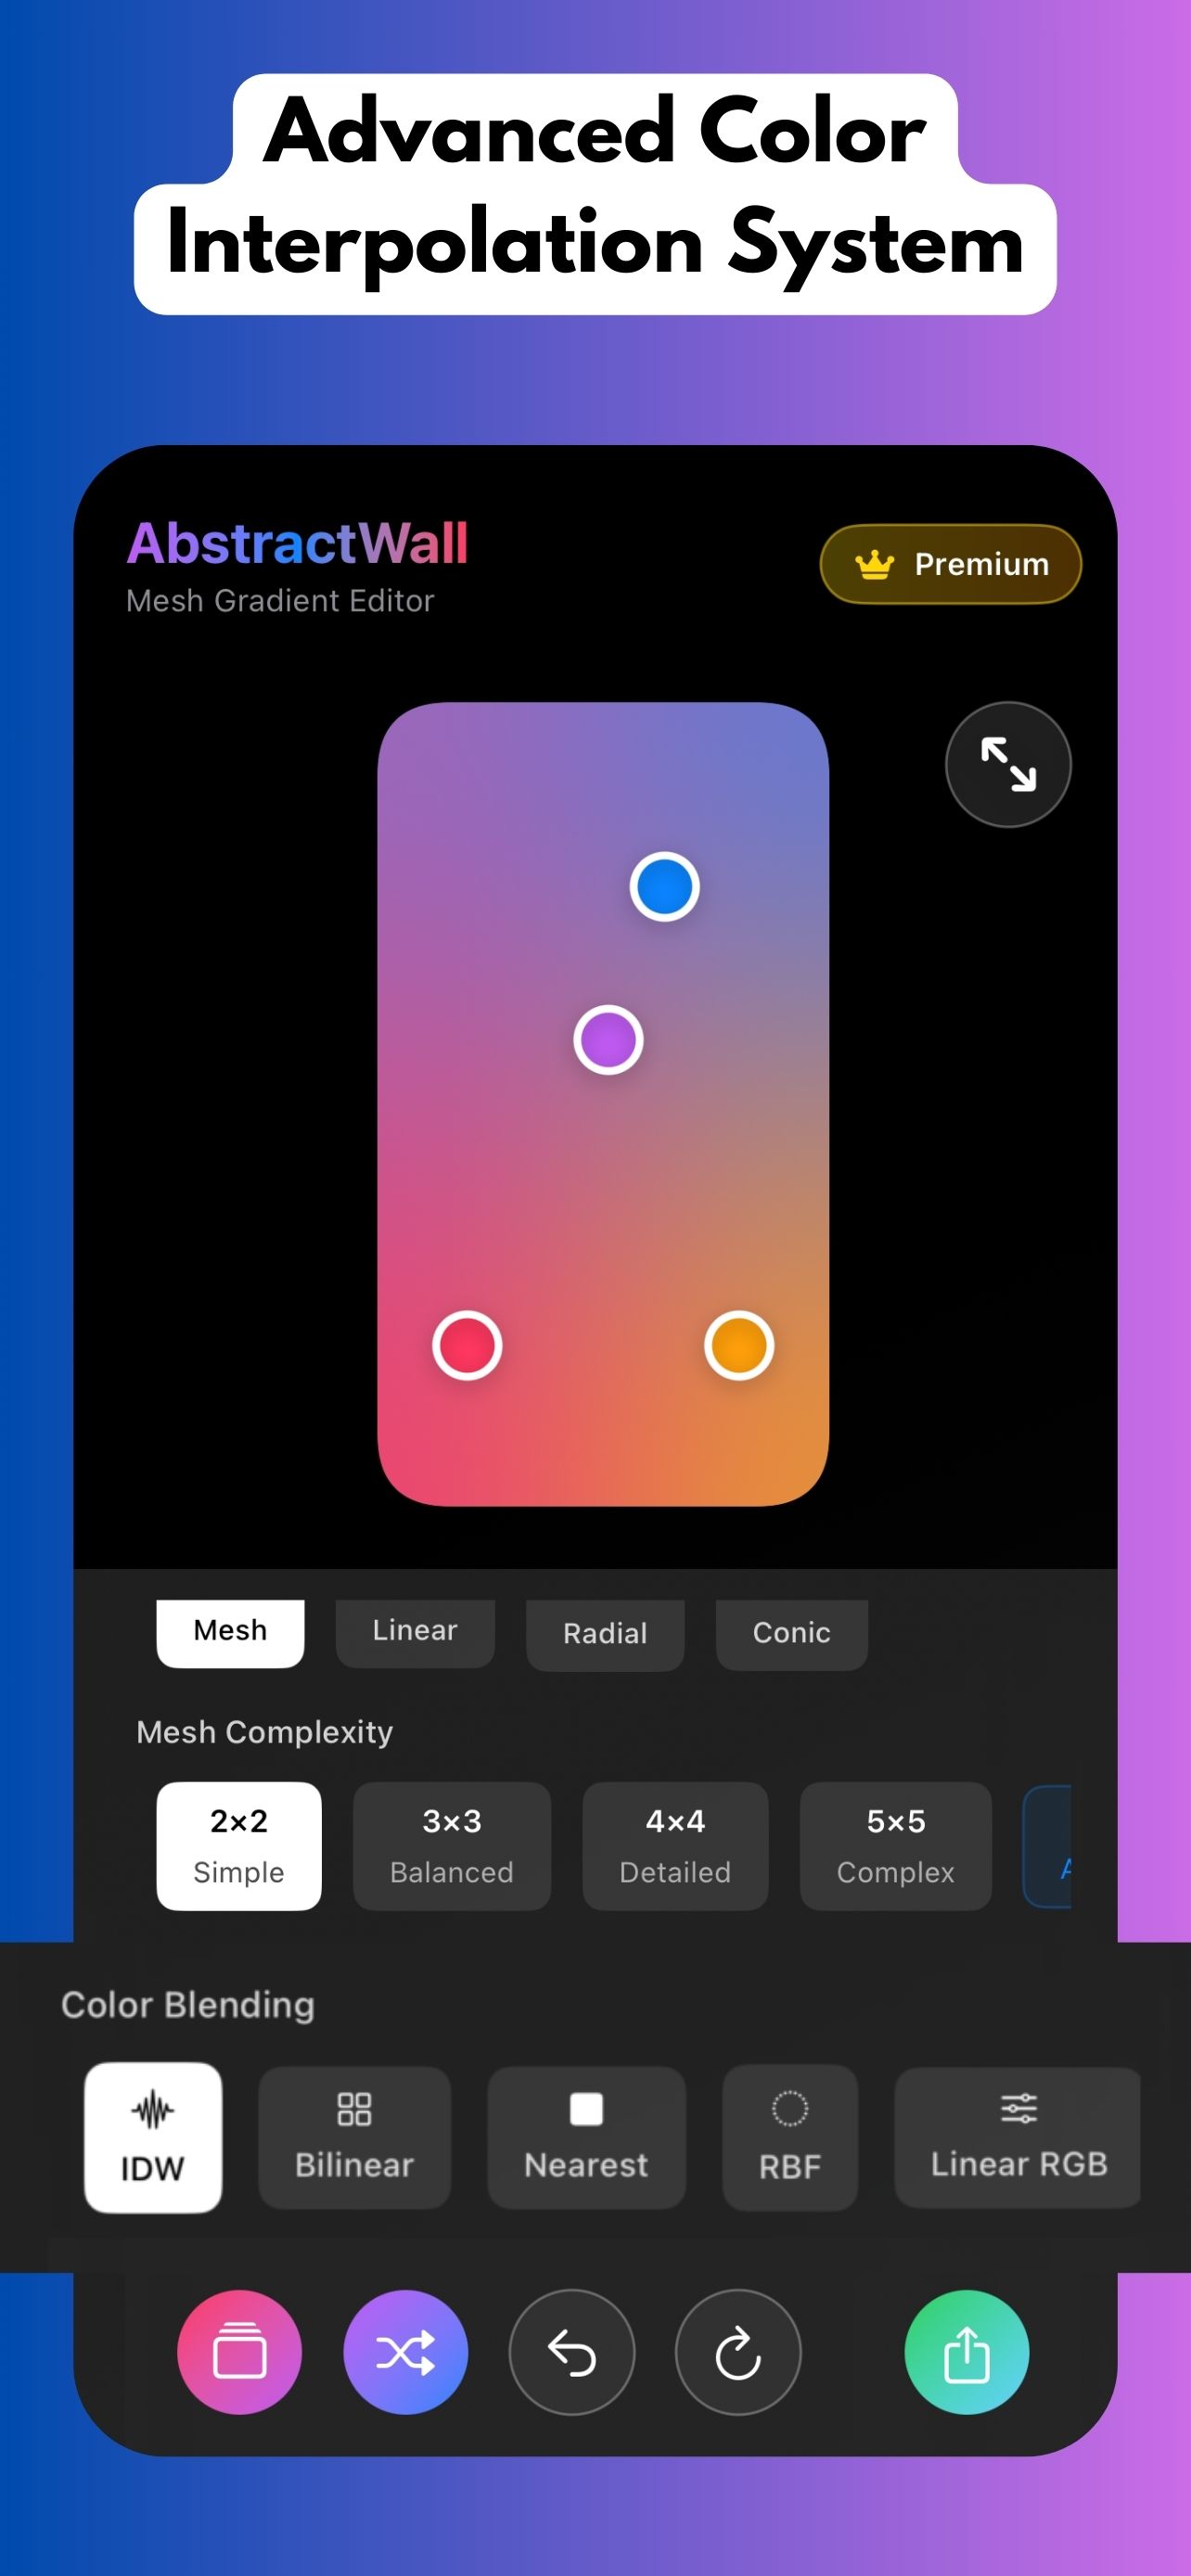 Advanced Color
Interpolation System
AbstractWall
Mesh Gradient Editor
Premium
Mesh
Linear
Radial
Conic
Mesh Complexity
2×2
3×3
4×4
5×5
Simple
Balanced
Detailed
Complex
Color Blending
IDW
Bilinear
Nearest
RBF
Linear RGB